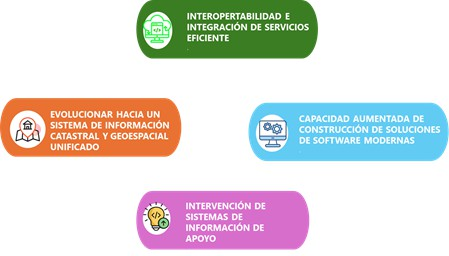 INTEROPERTABILIDAD E
INTEGRACIÓN DE SERVICIOS
EFICIENTE
EVOLUCIONAR HACIA UN
SISTEMA DE INFORMACIÓN
CATASTRAL Y GEOESPACIAL
UNIFICADO
CAPACIDAD AUMENTADA DE
CONSTRUCCIÓN DE SOLUCIONES
DE SOFTWARE MODERNAS
INTERVENCIÓN DE
SISTEMAS DE
INFORMACIÓN DE
APOYO